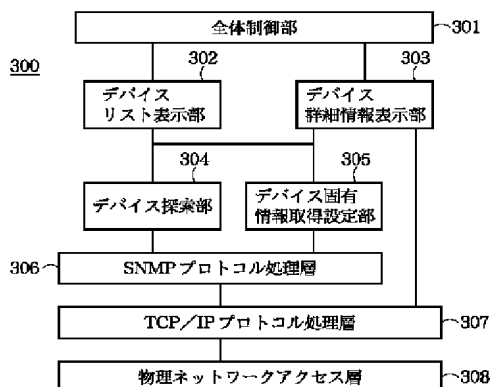 全体制御部
301
300
302
303
デバイス
リスト表示部
デバイス
詳細情報表示部
304
305
デバイス探索部
デバイス固有
情報取得設定部
306
SNMPプロトコル処理層
TCP/IPプロトコル処理層
307
物理ネットワークアクセス層
308